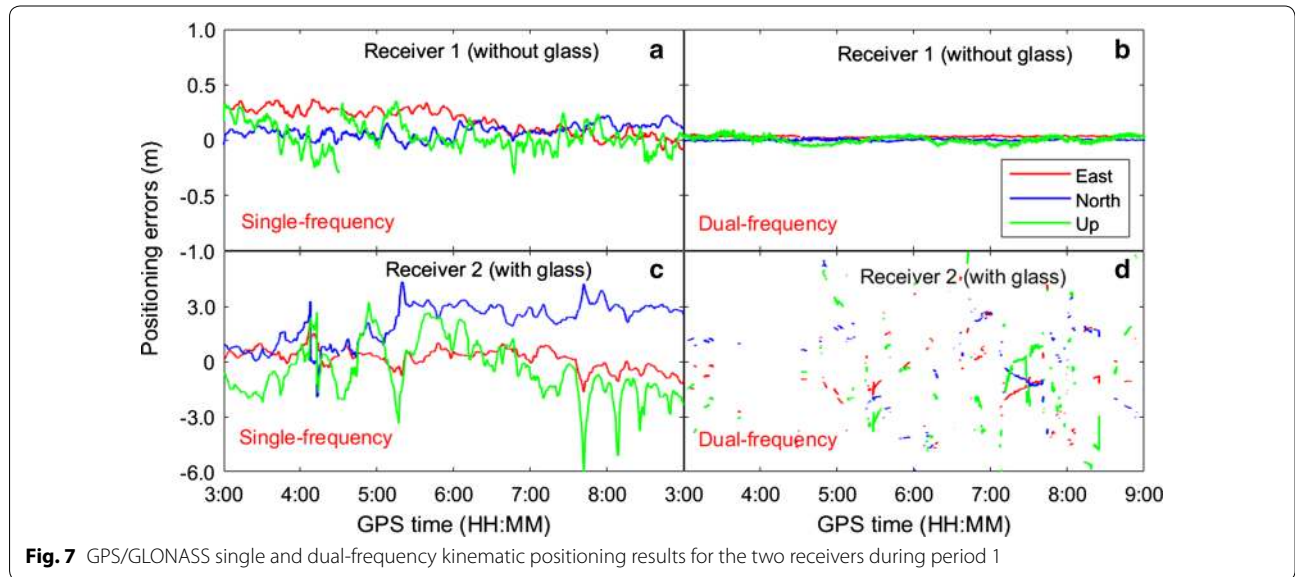 1.0
Receiver 1 (without glass) a
Receiver 1 (without glass) b
0.5
0
-0.5
-1.0
Single-frequency
Dual-frequency
East
North
Up
Positioning errors (m)
Receiver 2 (with glass) c
Receiver 2 (with glass) d
3.0
0
-3.0
-6.0
Single-frequency
Dual-frequency
3:00 4:00 5:00 6:00 7:00 8:00 3:00 4:00 5:00 6:00 7:00 8:00 9:00
GPS time (HH:MM)
GPS time (HH:MM)
Fig. 7 GPS/GLONASS single and dual-frequency kinematic positioning results for the two receivers during period 1